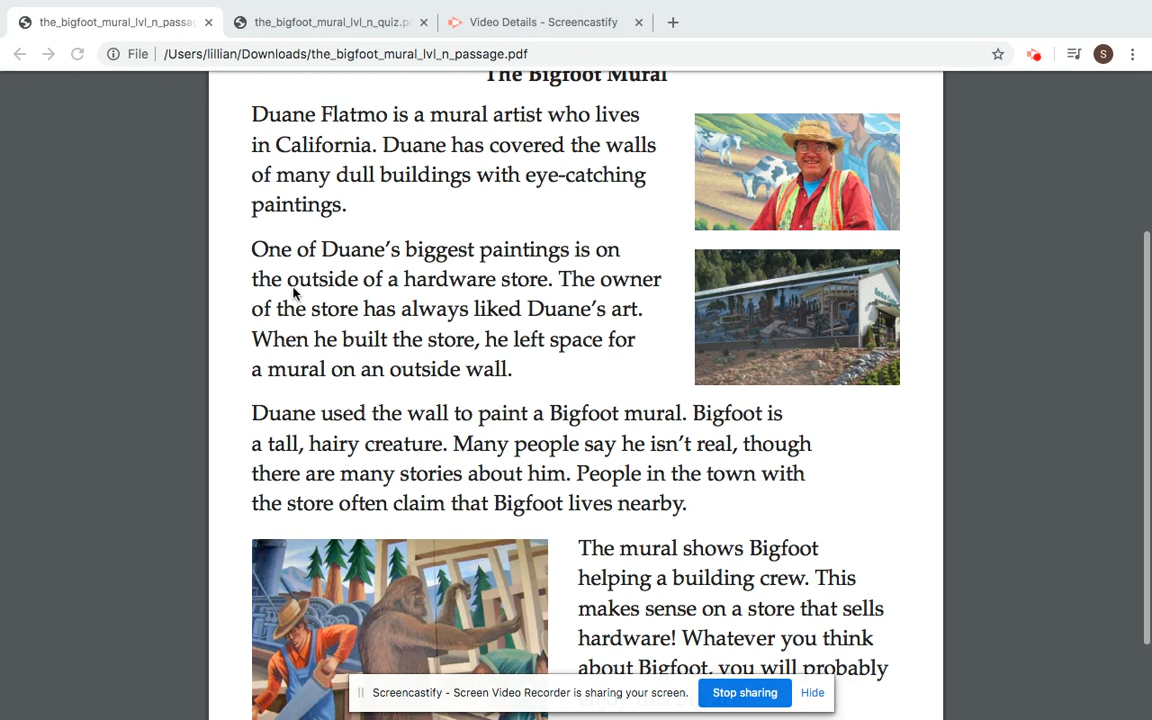 the_bigfoot_mural_lvl_n_passa
the_bigfoot_mural_lvl_n_quiz.p
Video Details - Screencastify
File
/Users/lillian/Downloads/the_bigfoot_mural_lvl_n_passage.pdf
S
The Bigfoot Mural
Duane Flatmo is a mural artist who lives
in California. Duane has covered the walls
of many dull buildings with eye-catching
paintings.
One of Duane's biggest paintings is on
the outside of a hardware store. The owner
of the store has always liked Duane's art.
When he built the store, he left space for
a mural on an outside wall.
Duane used the wall to paint a Bigfoot mural. Bigfoot is
a tall, hairy creature. Many people say he isn't real, though
there are many stories about him. People in the town with
the store often claim that Bigfoot lives nearby.
The mural shows Bigfoot
helping a building crew. This
makes sense on a store that sells
hardware! Whatever you think
about Bigfoot, you will probably
Screencastify - Screen Video Recorder is sharing your screen.
Stop sharing
Hide